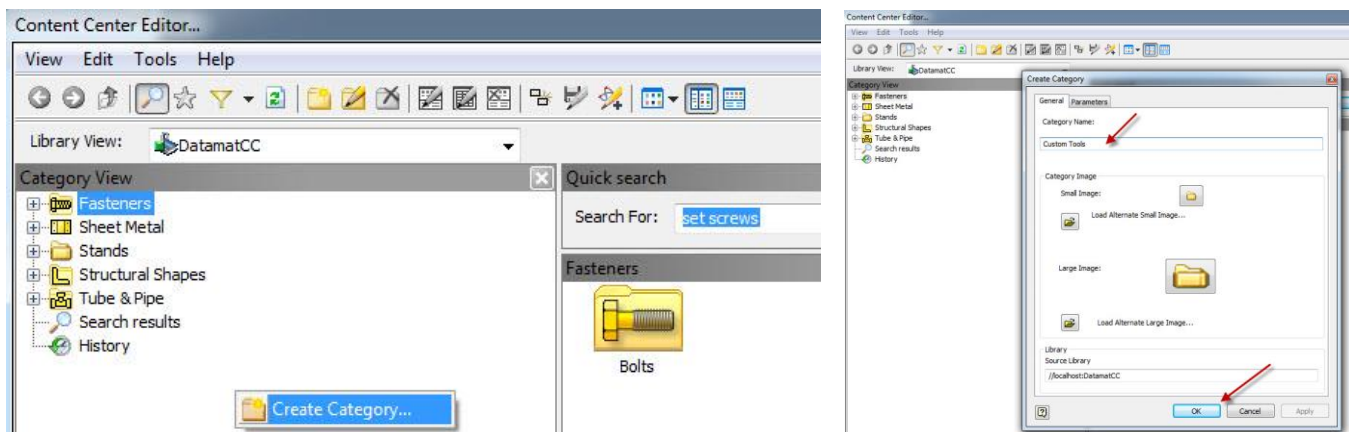 Content Center Editor...
View Edit Tools Help
Library View: DatamatCC
Category View
Fasteners
Sheet Metal
Stands
Structural Shapes
Tube & Pipe
Search results
History
Create Category...
Quick search
Search For: set screws
Fasteners
Bolts
Content Center Editor...
View Edit Tools Help
Library View: DatamatCC
Category View
Fasteners
Sheet Metal
Stands
Structural Shapes
Tube & Pipe
Search results
History
Create Category
General Parameters
Category Name:
Custom Tools
Category Image
Small Image:
Load Alternate Small Image...
Large Image:
Load Alternate Large Image...
Library
Source Library
//localhost:DatamatCC
OK Cancel Apply